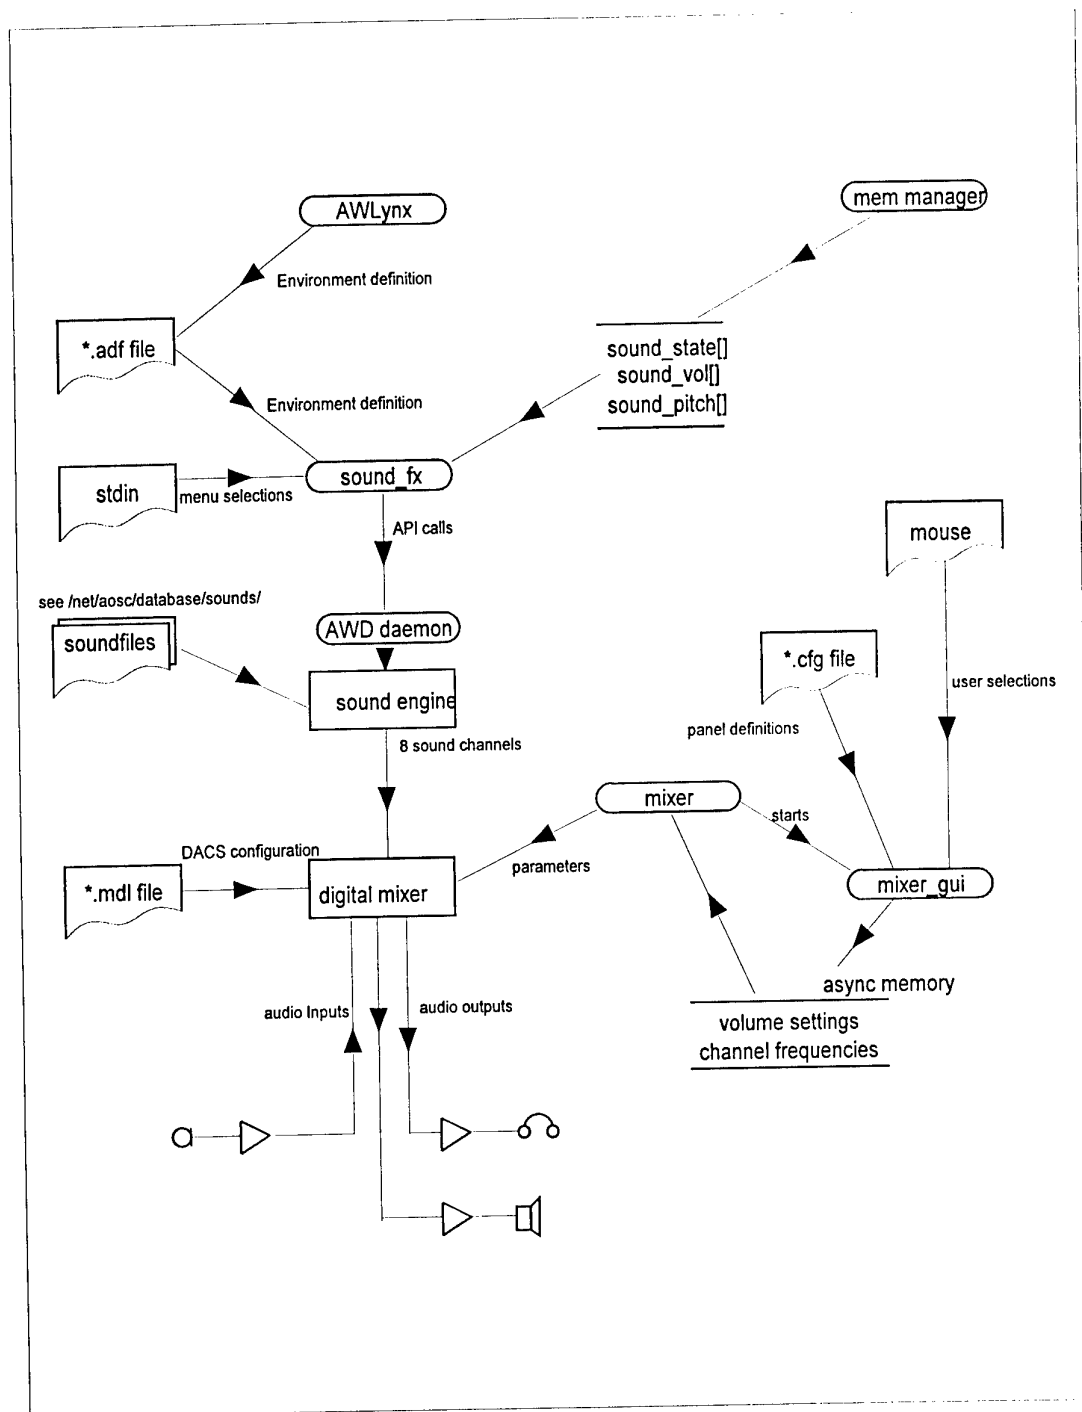 AWLynx
mem manager
Environment definition
*.adf file
sound_state[]
sound_vol[]
sound_pitch[]
Environment definition
sound_fx
stdin
menu selections
API calls
mouse
see /net/aosc/database/sounds/
soundfiles
AWD daemon
*.cfg file
user selections
sound engine
panel definitions
8 sound channels
mixer
starts
DACS configuration
parameters
*.mdl file
digital mixer
mixer_gui
async memory
audio Inputs
audio outputs
volume settings
channel frequencies